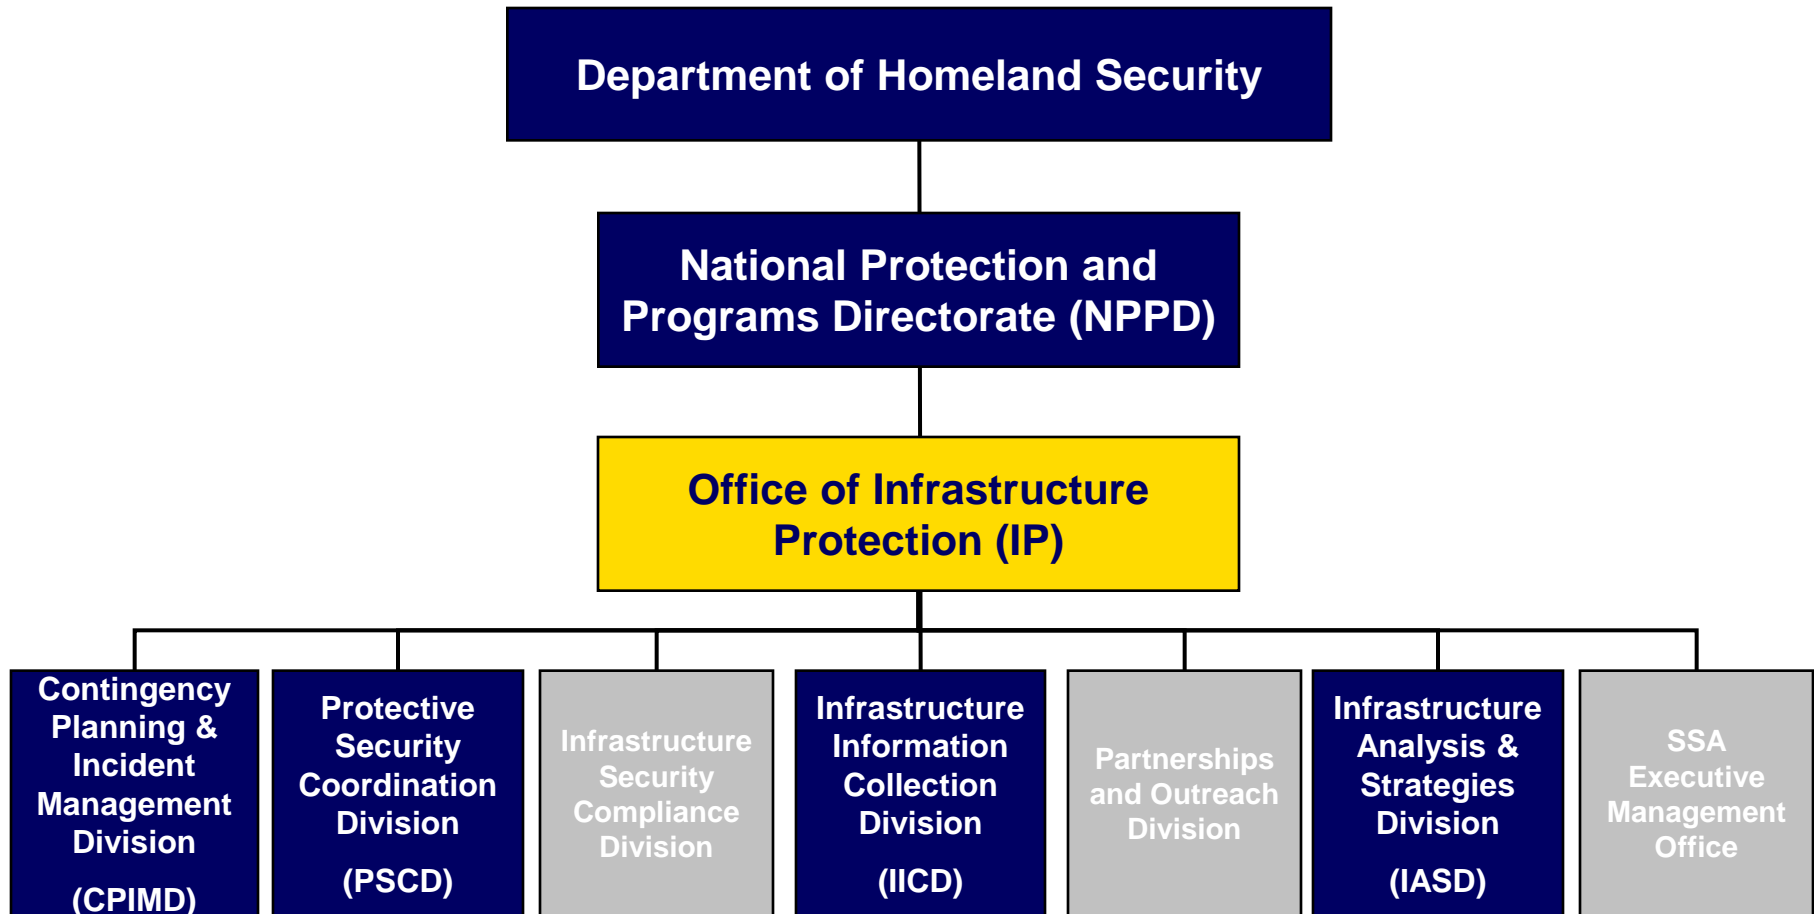 Department of Homeland Security
National Protection and
Programs Directorate (NPPD)
Office of Infrastructure
Protection (IP)
Contingency
Planning &
Incident
Management
Division
(CPIMD)
Protective
Security
Coordination
Division
(PSCD)
Infrastructure
Security
Compliance
Division
Infrastructure
Information
Collection
Division
(IICD)
Partnerships
and Outreach
Division
Infrastructure
Analysis &
Strategies
Division
(IASD)
SSA
Executive
Management
Office